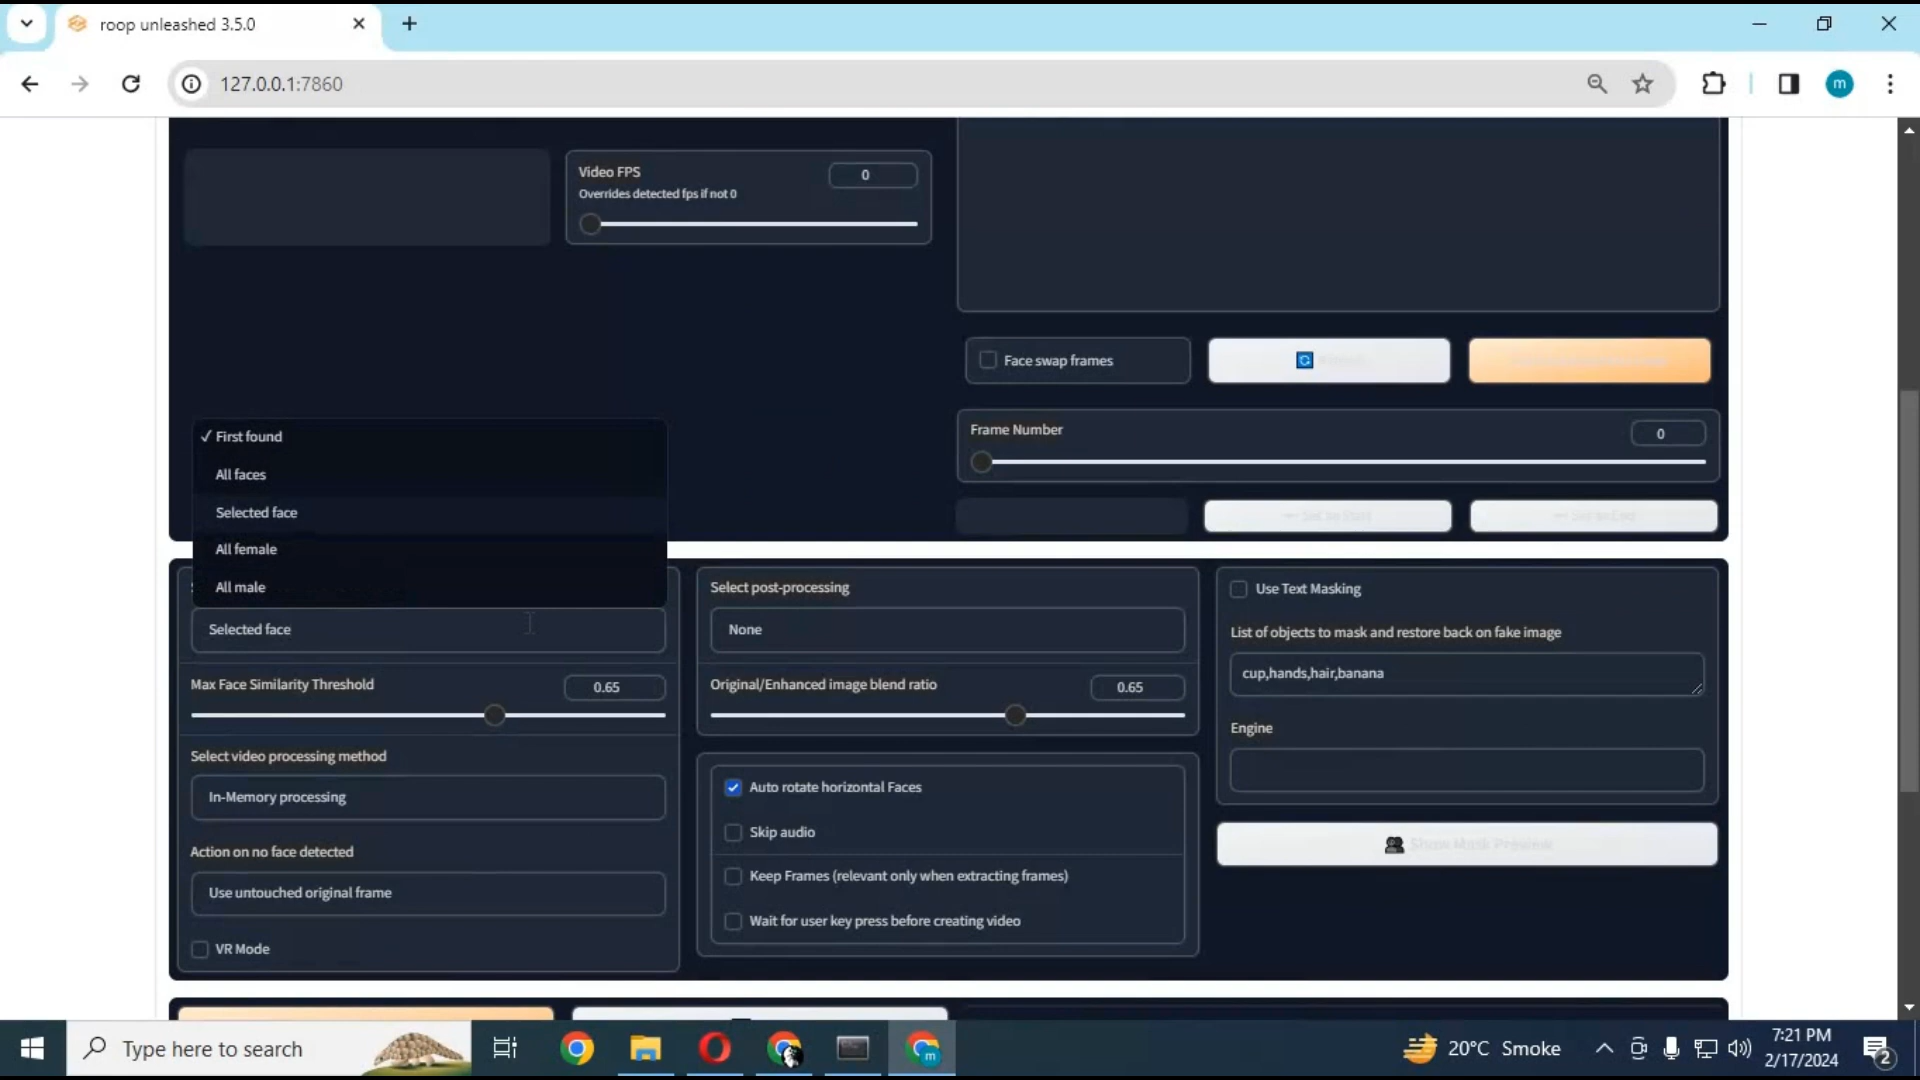 roop unleashed 3.5.0
127.0.0.1:7860
m
Video FPS
0
Overrides detected fps if not 0
Face swap frames
Frame Number
0
✓ First found
All faces
Selected face
All female
All male
Selected face
Max Face Similarity Threshold
0.65
Select video processing method
In-Memory processing
Action on no face detected
Use untouched original frame
VR Mode
Select post-processing
None
Original/Enhanced image blend ratio
0.65
Auto rotate horizontal Faces
Skip audio
Keep Frames (relevant only when extracting frames)
Wait for user key press before creating video
Use Text Masking
List of objects to mask and restore back on fake image
cup,hands,hair,banana
Engine
Show Mask Preview
Type here to search
m
20°C Smoke
7:21 PM
2/17/2024
2